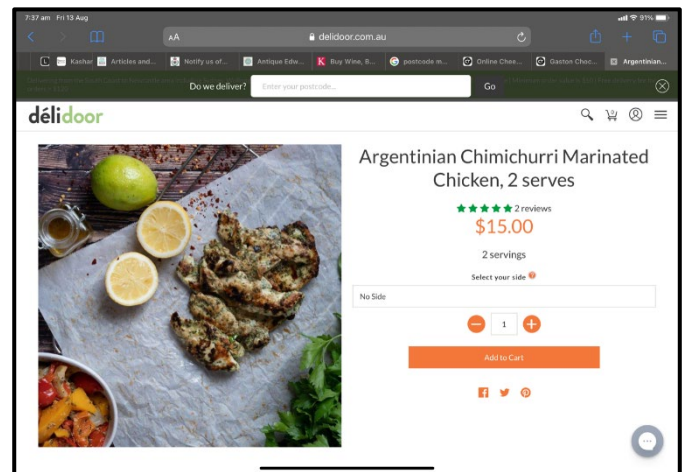 7:37 am Fri 13 Aug
91%
AA
delidoor.com.au
L
Kashar
Articles and...
Notify us of...
Antique Edw...
K Buy Wine, B...
G postcode m...
Online Chee...
Gaston Choc...
Argentinian...
Do we deliver?
Enter your postcode...
Go
délidoor
Argentinian Chimichurri Marinated
Chicken, 2 serves
2 reviews
$15.00
2 servings
Select your side
No Side
1
Add to Cart